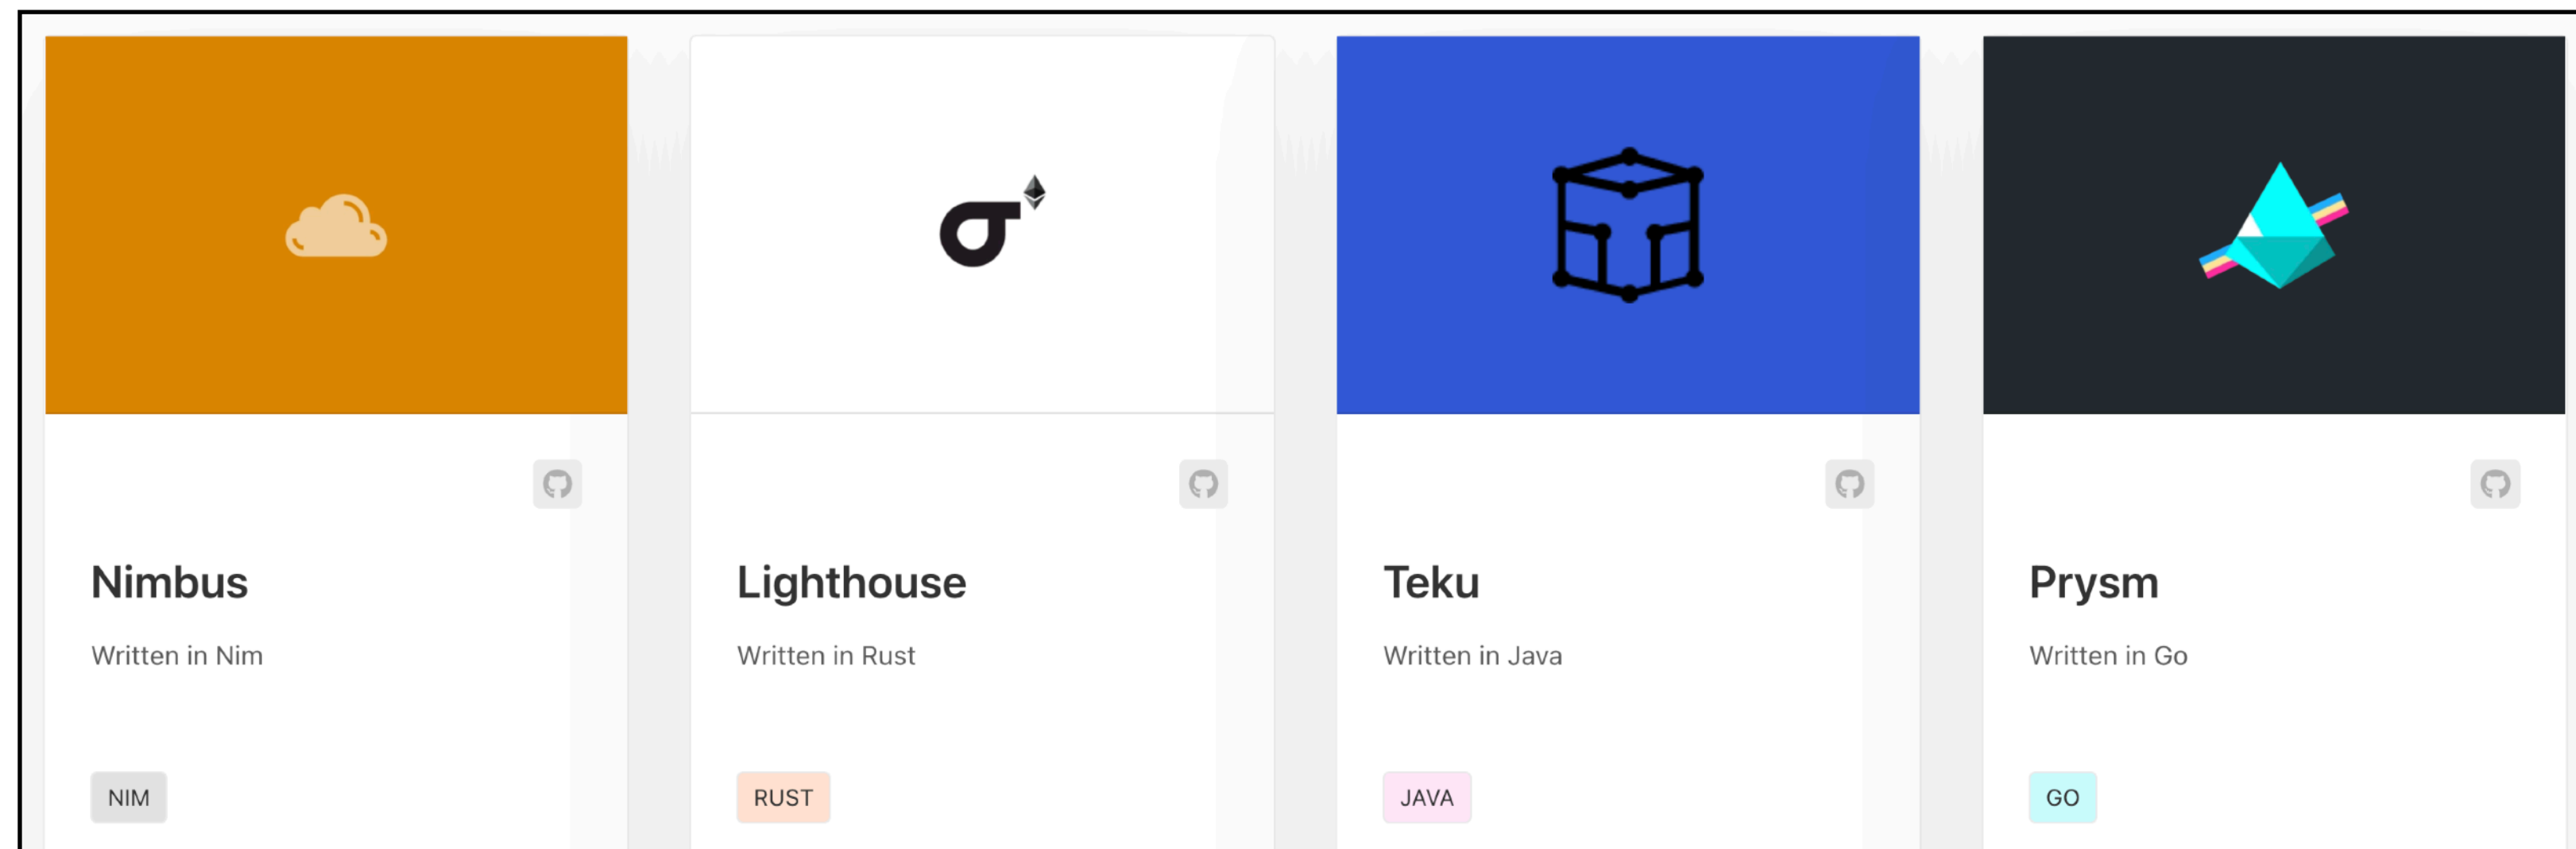 Nimbus
Written in Nim
NIM
Lighthouse
Written in Rust
RUST
Teku
Written in Java
JAVA
Prysm
Written in Go
GO